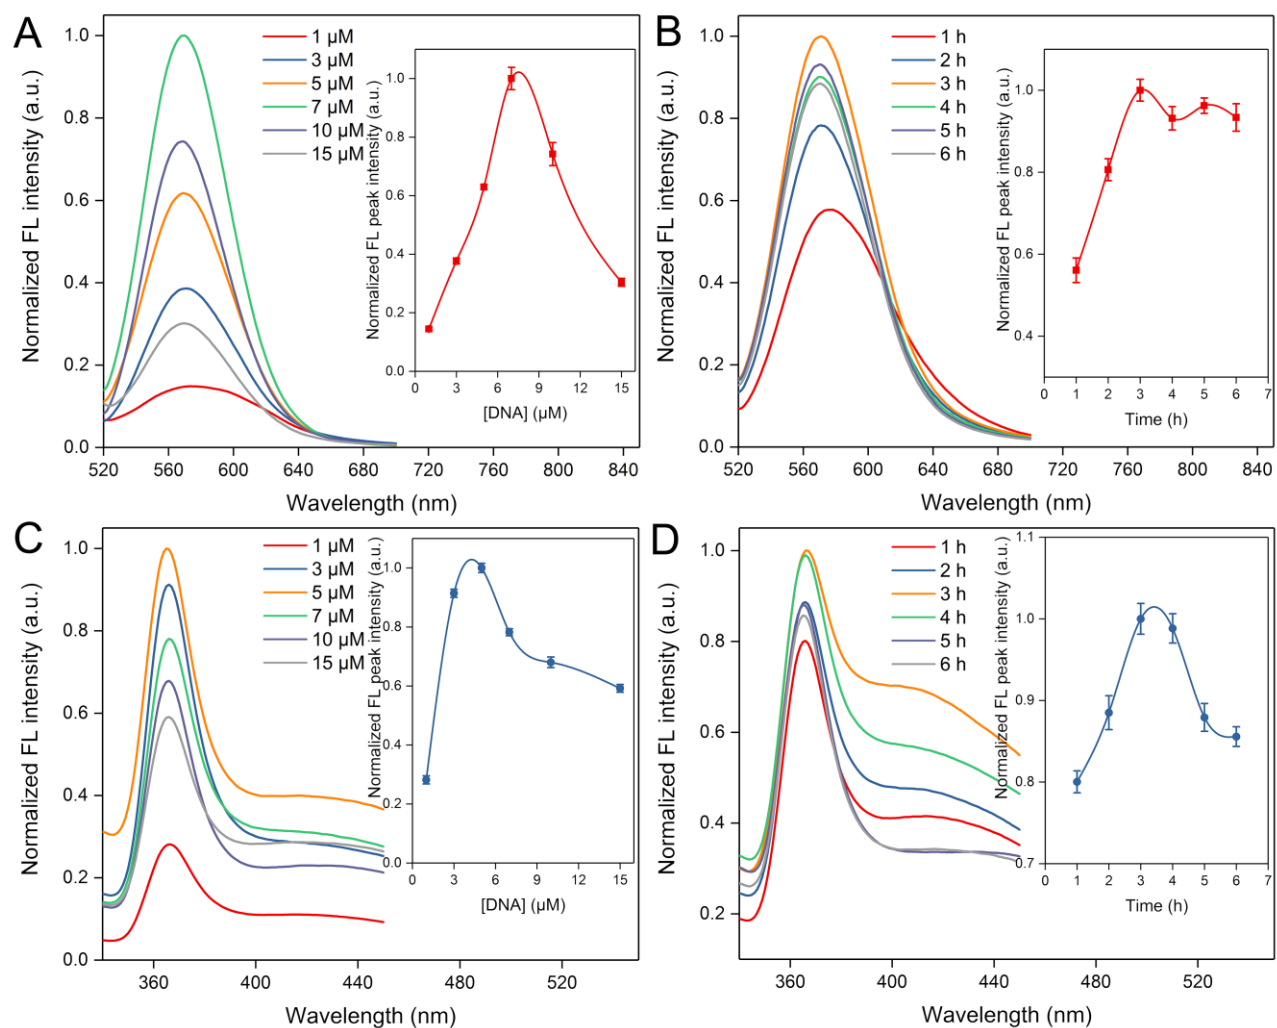 A
Normalized FL intensity (a.u.)
1.0
0.8
0.6
0.4
0.2
0.0
520 560 600 640 680 720 760 800 840
Wavelength (nm)
1 µM
3 µM
5 µM
7 µM
10 µM
15 µM
Normalized FL peak intensity (a.u.)
1.0
0.8
0.6
0.4
0.2
0.0
0 3 6 9 12 15
[DNA] (µM)
B
Normalized FL intensity (a.u.)
1.0
0.8
0.6
0.4
0.2
0.0
520 560 600 640 680 720 760 800 840
Wavelength (nm)
1 h
2 h
3 h
4 h
5 h
6 h
Normalized FL peak intensity (a.u.)
1.0
0.8
0.6
0.4
0 1 2 3 4 5 6 7
Time (h)
C
Normalized FL intensity (a.u.)
1.0
0.8
0.6
0.4
0.2
0.0
360 400 440 480 520
Wavelength (nm)
1 µM
3 µM
5 µM
7 µM
10 µM
15 µM
Normalized FL peak intensity (a.u.)
1.0
0.8
0.6
0.4
0.2
0.0
0 3 6 9 12 15
[DNA] (µM)
D
Normalized FL intensity (a.u.)
1.0
0.8
0.6
0.4
0.2
360 400 440 480 520
Wavelength (nm)
1 h
2 h
3 h
4 h
5 h
6 h
Normalized FL peak intensity (a.u.)
1.1
1.0
0.9
0.8
0.7
0 1 2 3 4 5 6 7
Time (h)